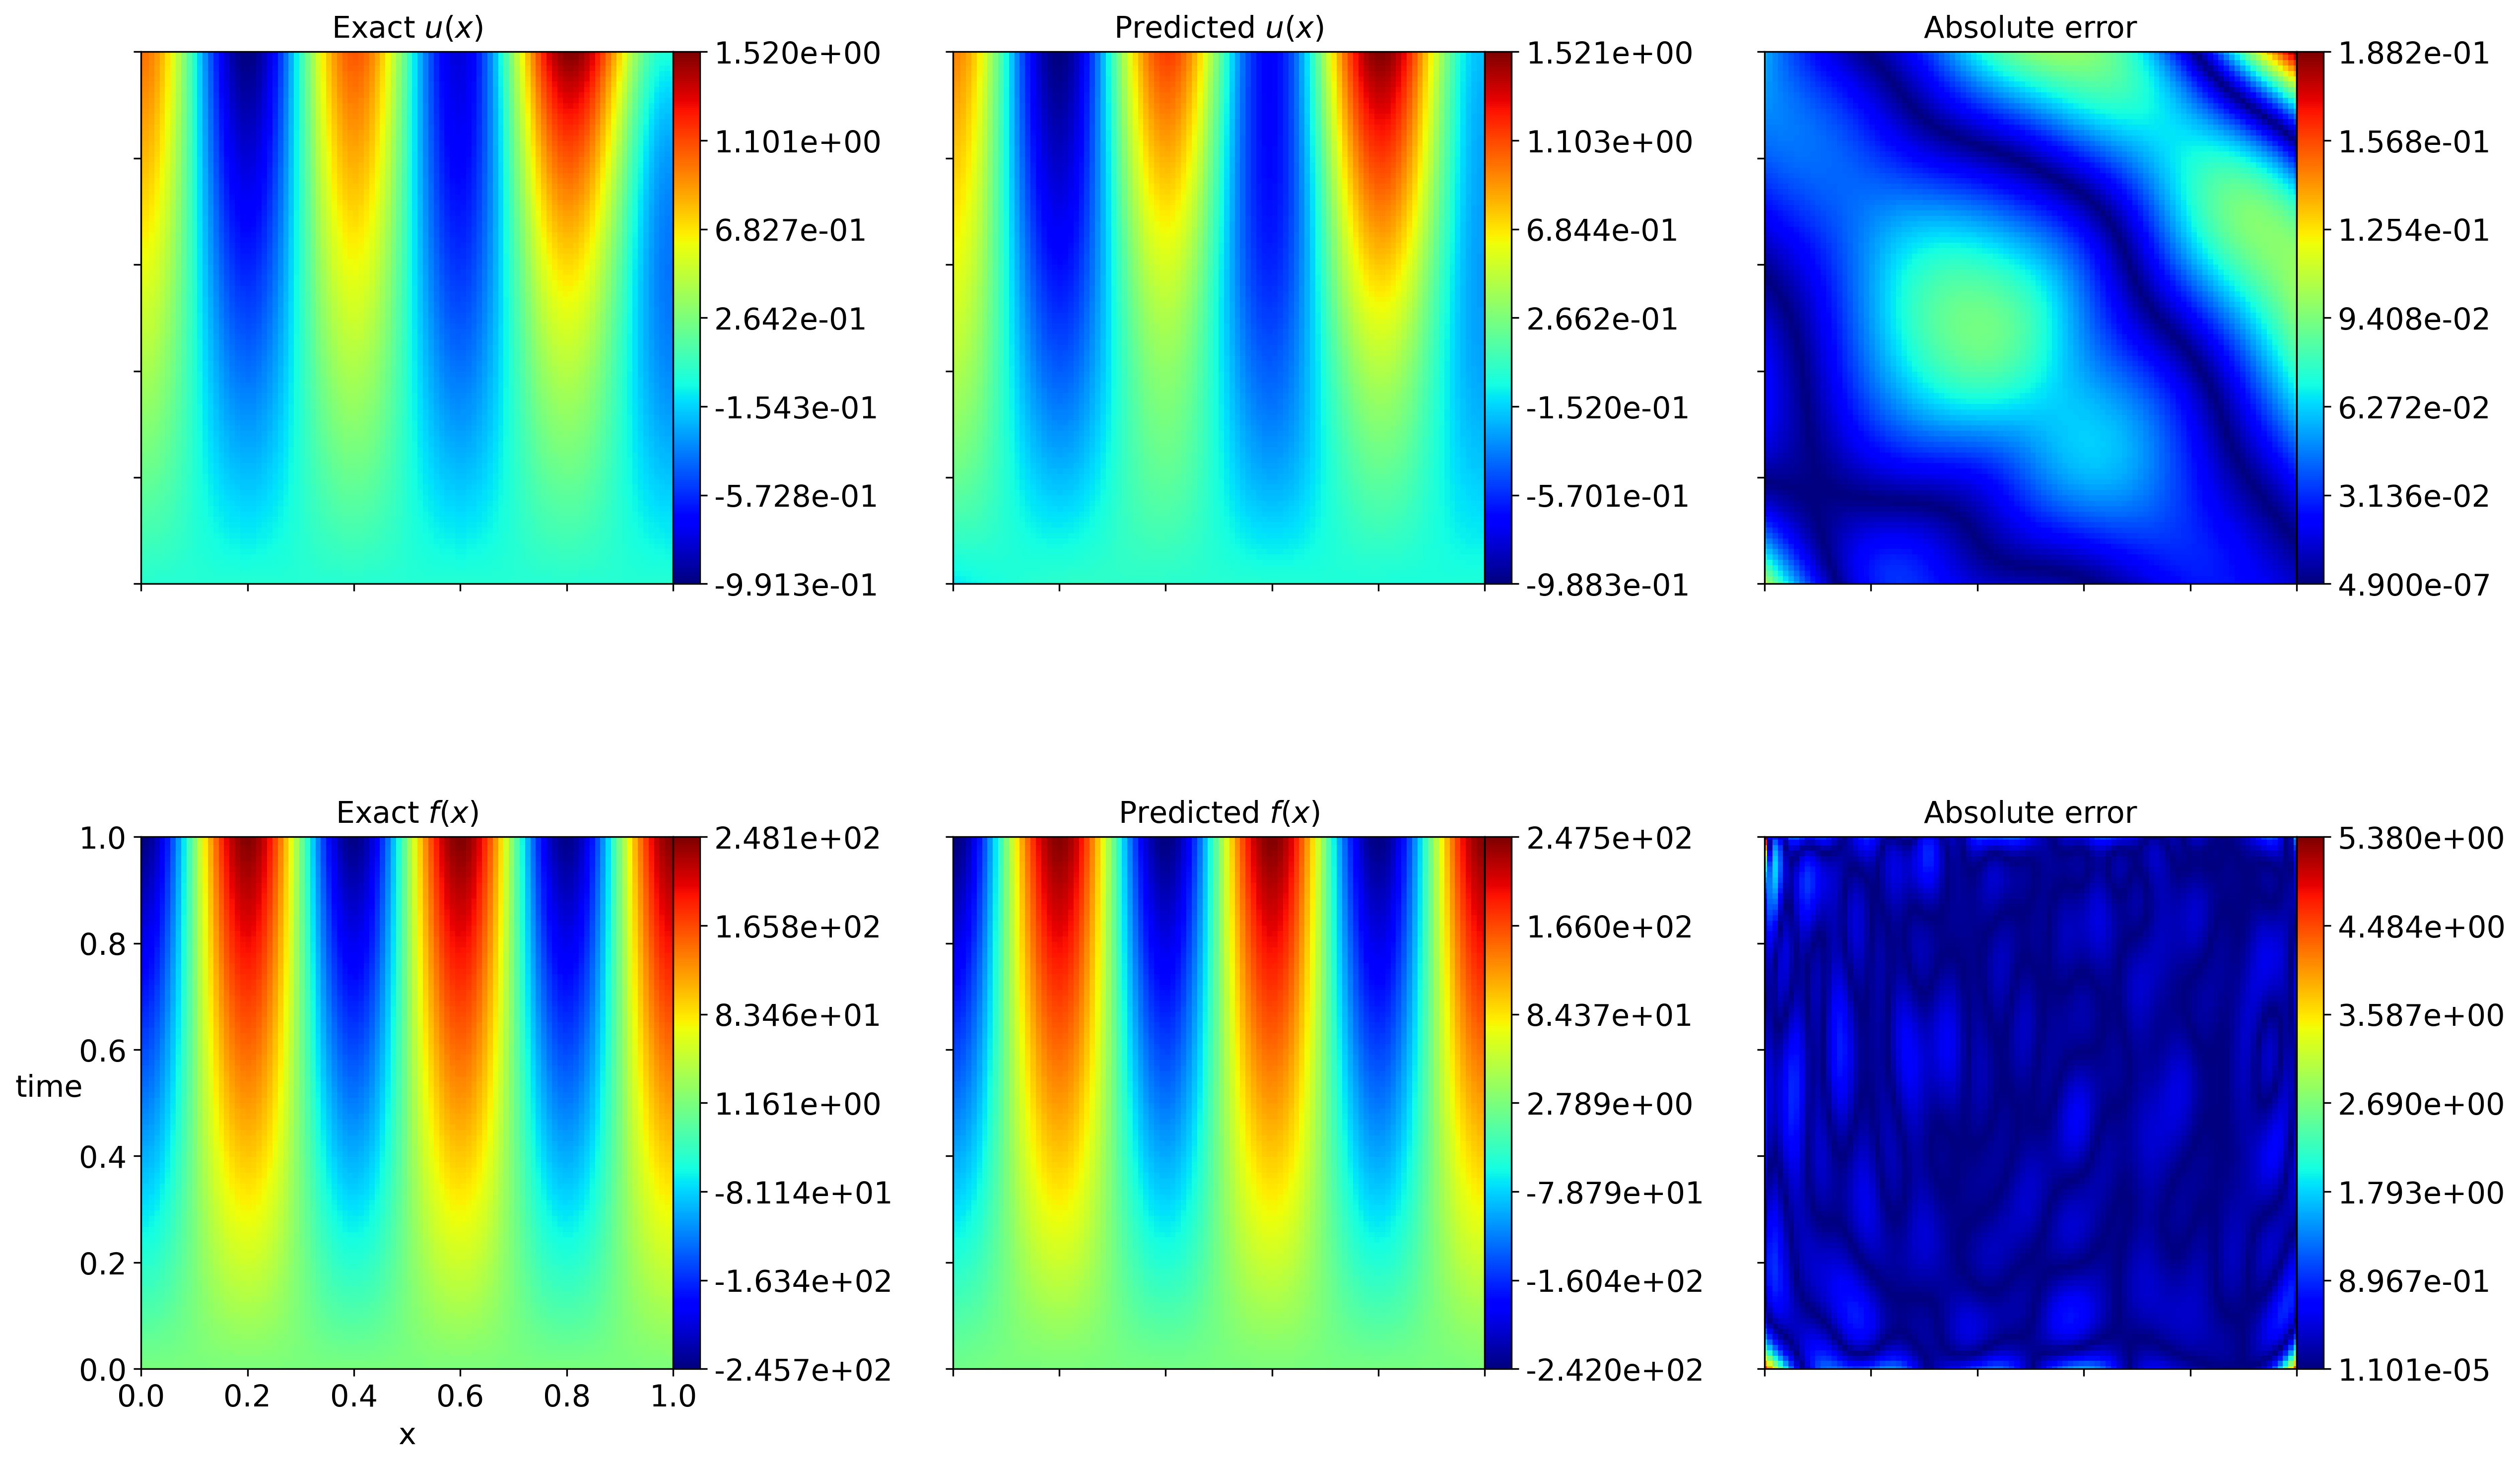 Exact u(x)
1.520e+00
1.101e+00
6.827e-01
2.642e-01
-1.543e-01
-5.728e-01
-9.913e-01
Predicted u(x)
1.521e+00
1.103e+00
6.844e-01
2.662e-01
-1.520e-01
-5.701e-01
-9.883e-01
Absolute error
1.882e-01
1.568e-01
1.254e-01
9.408e-02
6.272e-02
3.136e-02
4.900e-07
Exact f(x)
time
1.0
0.8
0.6
0.4
0.2
0.0
0.0 0.2 0.4 0.6 0.8 1.0
x
2.481e+02
1.658e+02
8.346e+01
1.161e+00
-8.114e+01
-1.634e+02
-2.457e+02
Predicted f(x)
2.475e+02
1.660e+02
8.437e+01
2.789e+00
-7.879e+01
-1.604e+02
-2.420e+02
Absolute error
5.380e+00
4.484e+00
3.587e+00
2.690e+00
1.793e+00
8.967e-01
1.101e-05